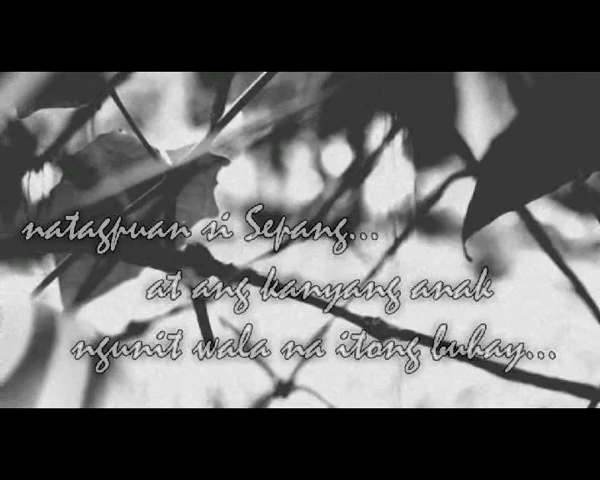 natagpuan si Sepang...
at ang kanyang anak
ngunit wala na itong buhay...